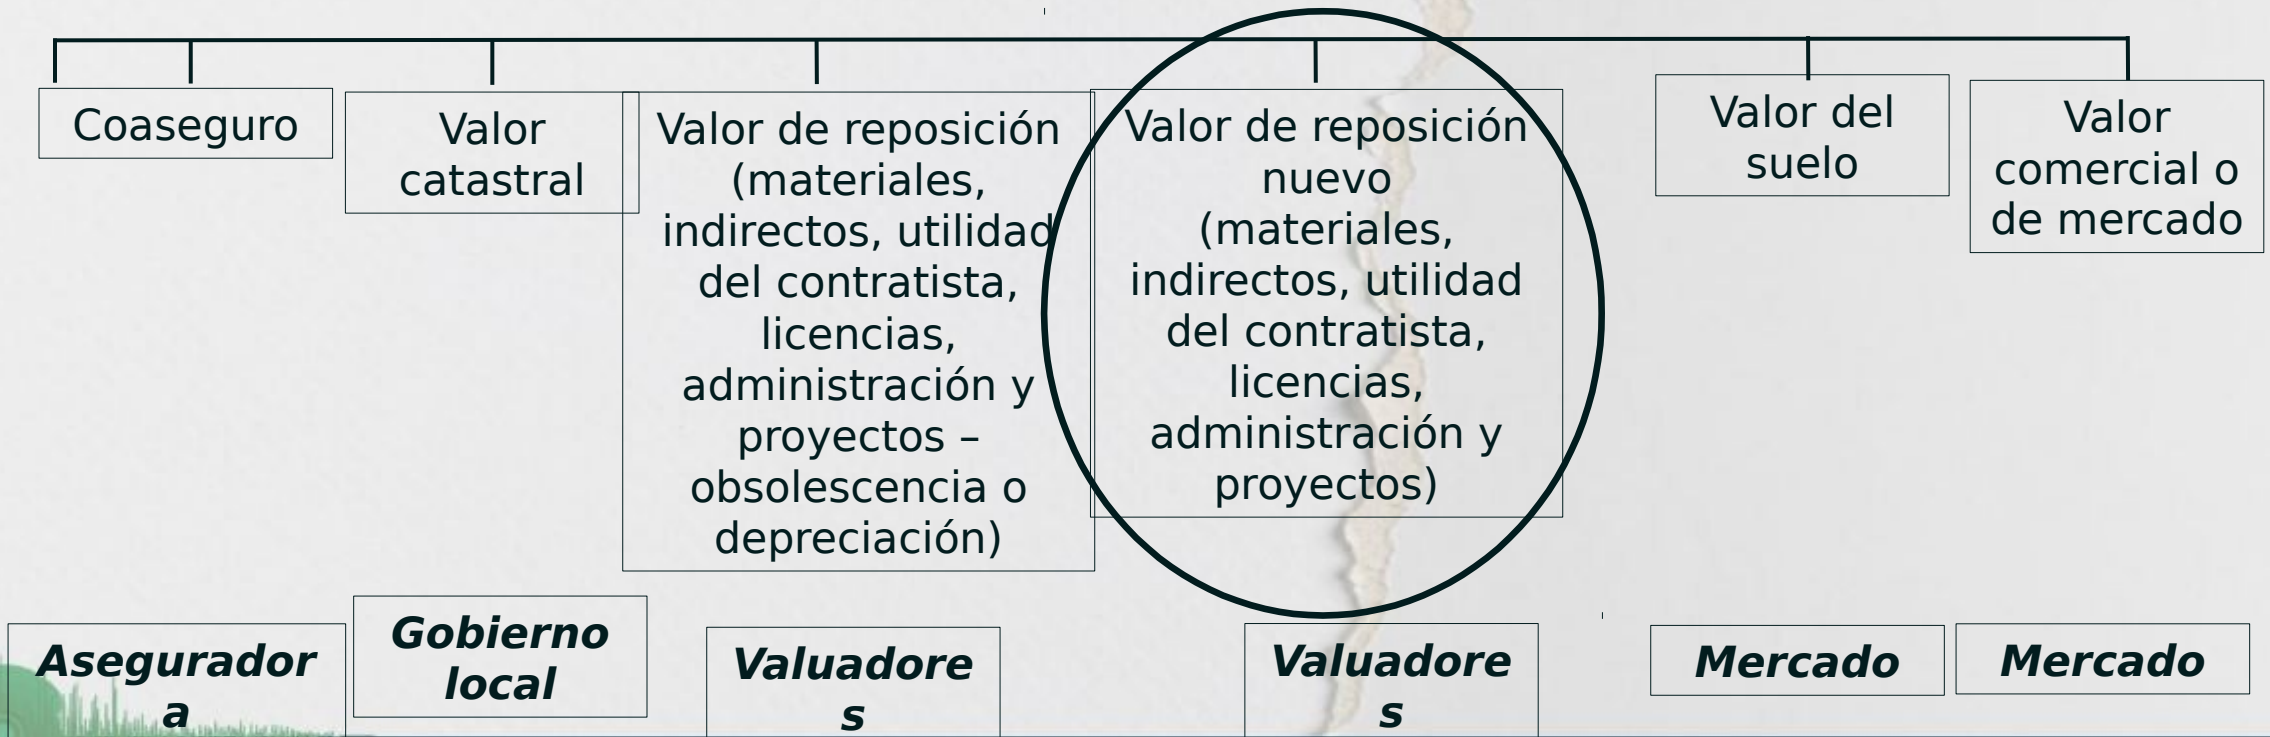 Coaseguro
Valor
catastral
Valor de reposición
(materiales,
indirectos, utilidad
del contratista,
licencias,
administración y
proyectos –
obsolescencia o
depreciación)
Valor de reposición
nuevo
(materiales,
indirectos, utilidad
del contratista,
licencias,
administración y
proyectos)
Valor del
suelo
Valor
comercial o
de mercado
Asegurador
a
Gobierno
local
Valuadore
s
Valuadore
s
Mercado
Mercado